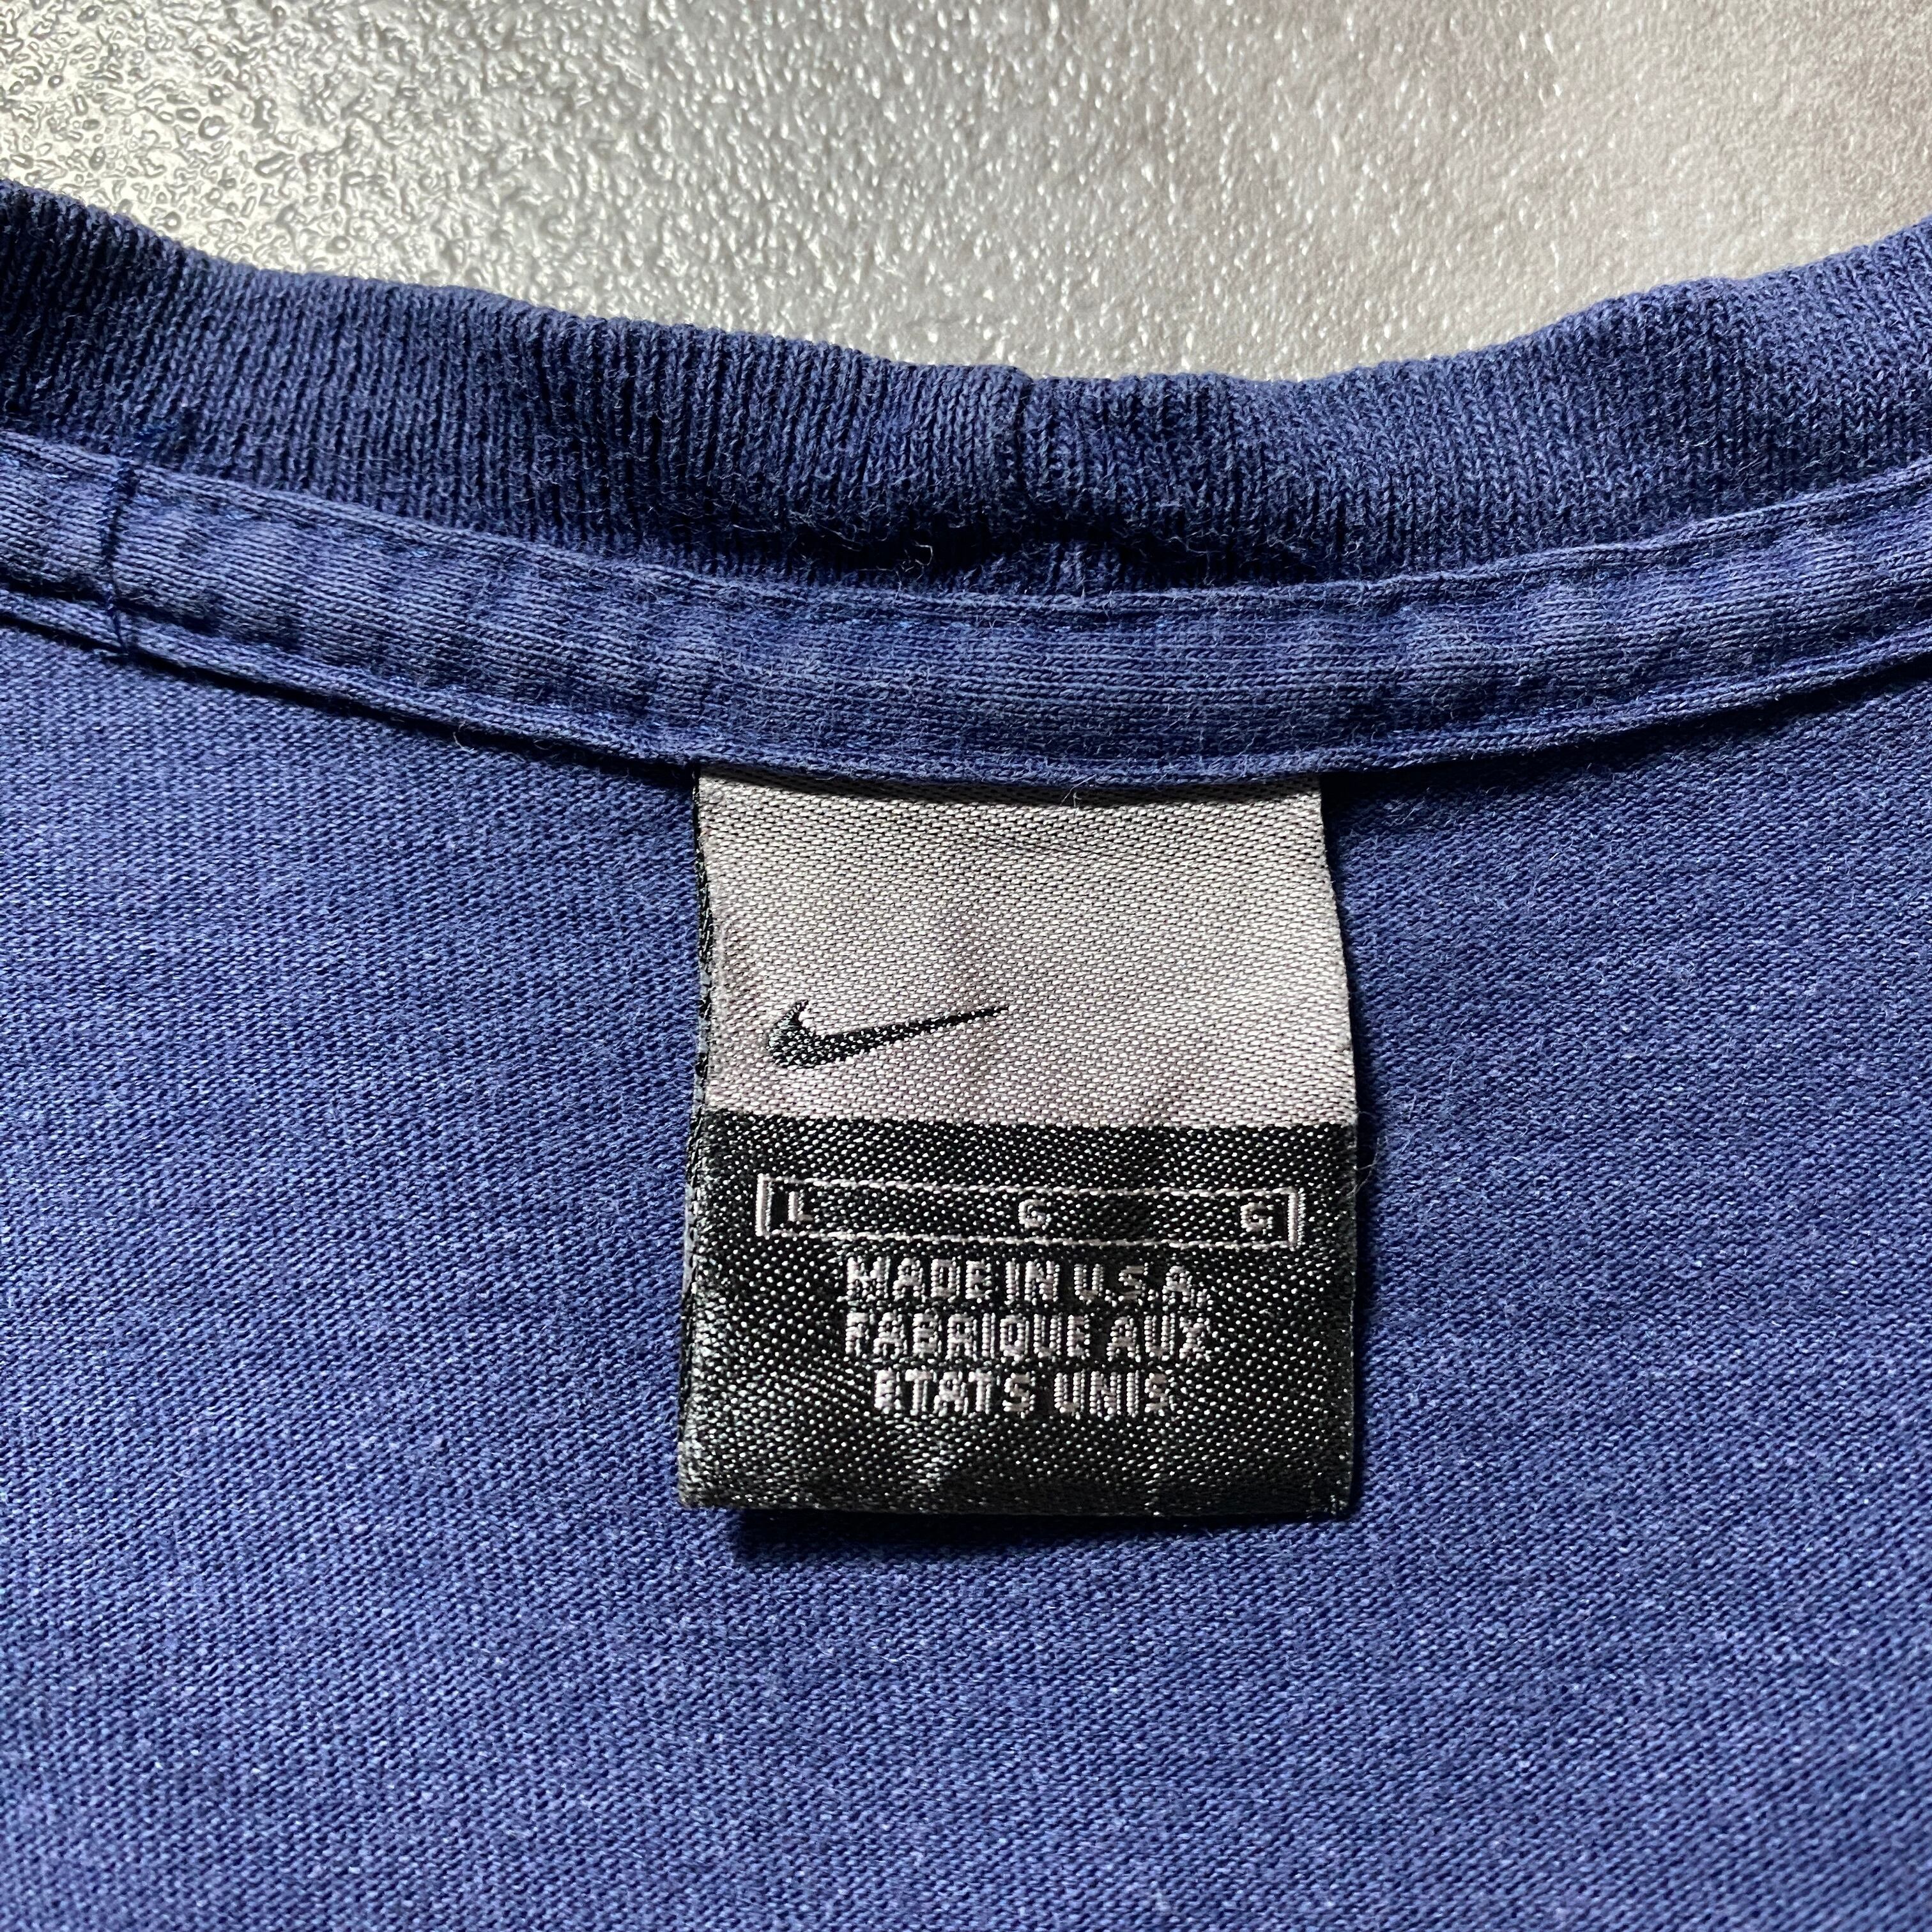 L G G
MADE IN U.S.A.
FABRIQUE AUX
ETATS UNIS